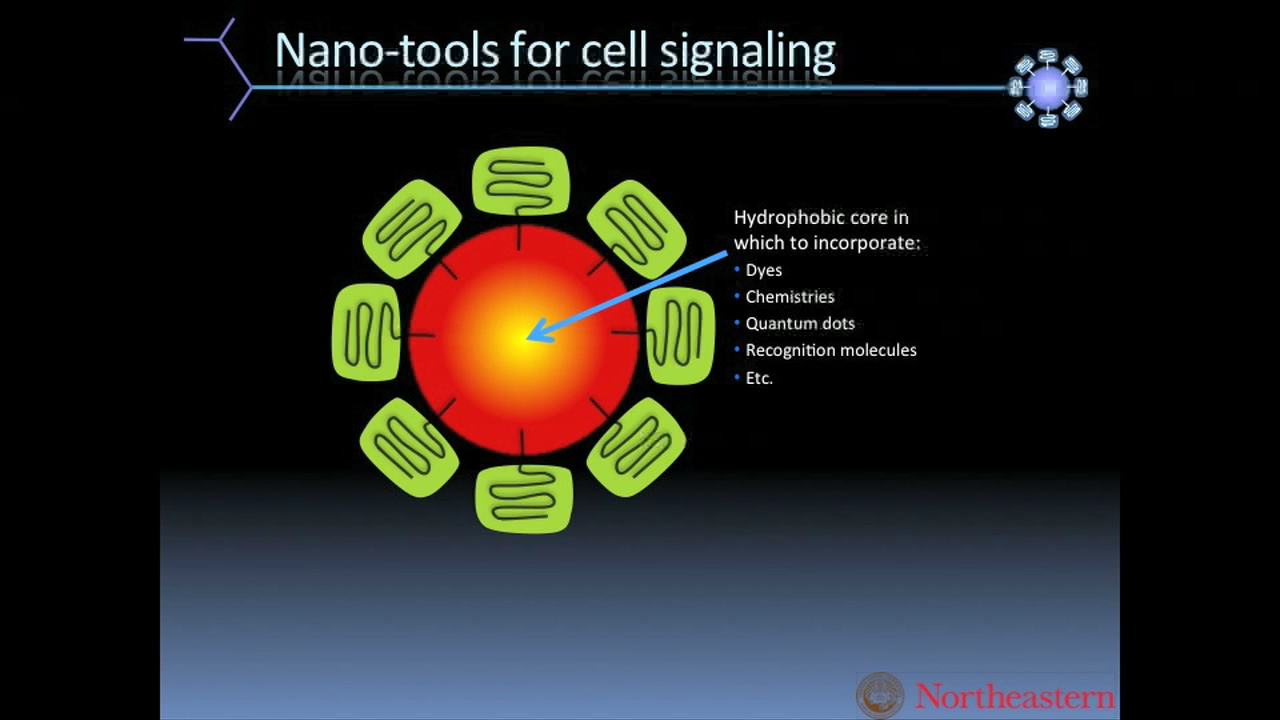 Nano-tools for cell signaling
Hydrophobic core in
which to incorporate:
• Dyes
• Chemistries
• Quantum dots
• Recognition molecules
• Etc.
Northeastern